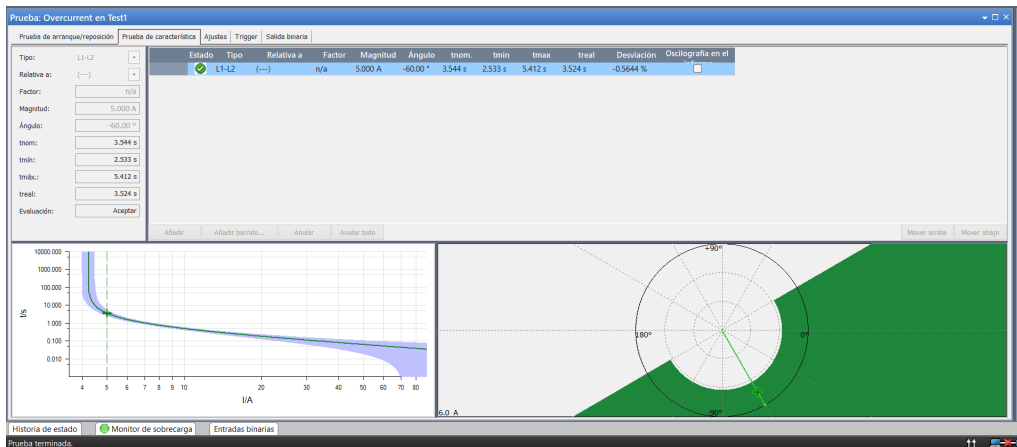 Prueba: Overcurrent en Test1
Prueba de arranque/reposición Prueba de característica Ajustes Trigger Salida binaria
Tipo: L1-L2
Relativa a: (---)
Factor: n/a
Magnitud: 5.000 A
Ángulo: -60.00 °
tnom: 3.544 s
tmín: 2.533 s
tmáx.: 5.412 s
treal: 3.524 s
Evaluación: Aceptar
Estado Tipo Relativa a Factor Magnitud Ángulo tnom. tmin tmax treal Desviación Oscilografía en el
L1-L2 (---) n/a 5.000 A -60.00 ° 3.544 s 2.533 s 5.412 s 3.524 s -0.5644 %
Añadir Añadir barrido... Anular Anular todo Mover arriba Mover abajo
10000.000
1000.000
100.000
10.000
1.000
0.100
0.010
t/s
4 5 6 7 8 9 10 20 30 40 50 60 70 80
I/A
+90°
180°
0°
-90°
6.0 A
Historia de estado Monitor de sobrecarga Entradas binarias
Prueba terminada.